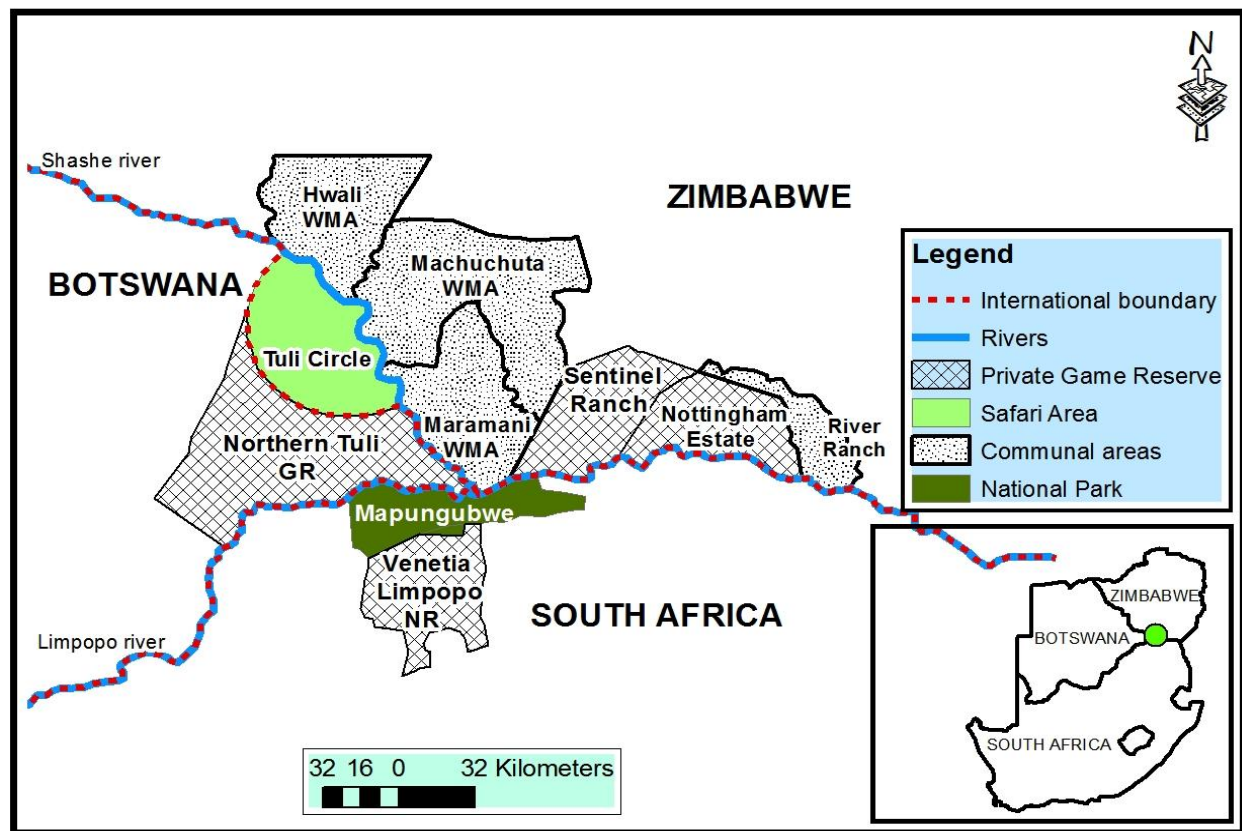 N
Shashe river
Hwali
WMA
ZIMBABWE
BOTSWANA
Machuchuta
WMA
Tuli Circle
Sentinel
Ranch
Nottingham
Estate
Maramani
WMA
River
Ranch
Northern Tuli
GR
Mapungubwe
Venetia
Limpopo
NR
SOUTH AFRICA
Limpopo river
Legend
International boundary
Rivers
Private Game Reserve
Safari Area
Communal areas
National Park
32 16 0 32 Kilometers
ZIMBABWE
BOTSWANA
SOUTH AFRICA